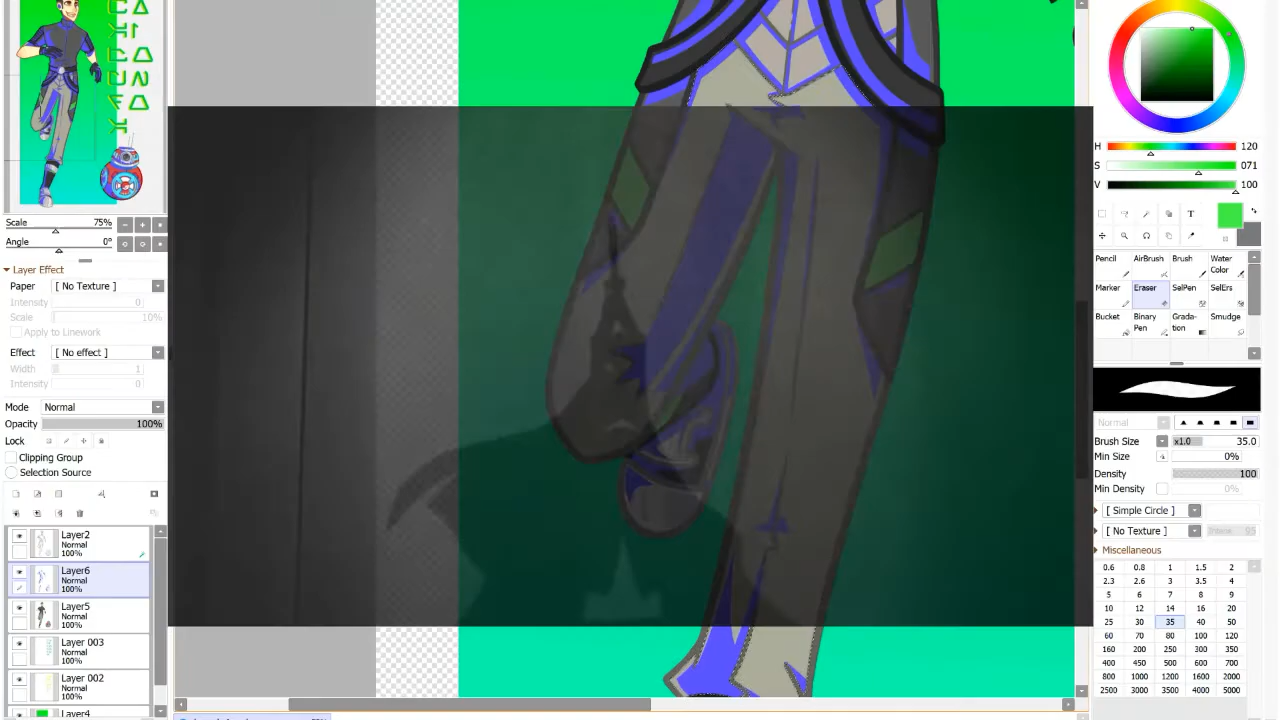 Scale 75%
Angle 0°
Layer Effect
Paper [ No Texture ]
Intensity 0
Scale 10%
Apply to Linework
Effect [ No effect ]
Width 1
Intensity 0
Mode Normal
Opacity 100%
Lock
Clipping Group
Selection Source
Layer2
Normal
100%
Layer6
Normal
100%
Layer5
Normal
100%
Layer 003
Normal
100%
Layer 002
Normal
100%
Layer4
H 120
S 071
V 100
T
Pencil AirBrush Brush Water Color
Marker Eraser SelPen SelErs
Bucket Binary Pen Grada-tion Smudge
Normal
Brush Size x1.0 35.0
Min Size 0%
Density 100
Min Density 0%
[ Simple Circle ]
[ No Texture ]
Miscellaneous
0.6 0.8 1 1.5 2
2.3 2.6 3 3.5 4
5 6 7 8 9
10 12 14 16 20
25 30 35 40 50
60 70 80 100 120
160 200 250 300 350
400 450 500 600 700
800 1000 1200 1600 2000
2500 3000 3500 4000 5000